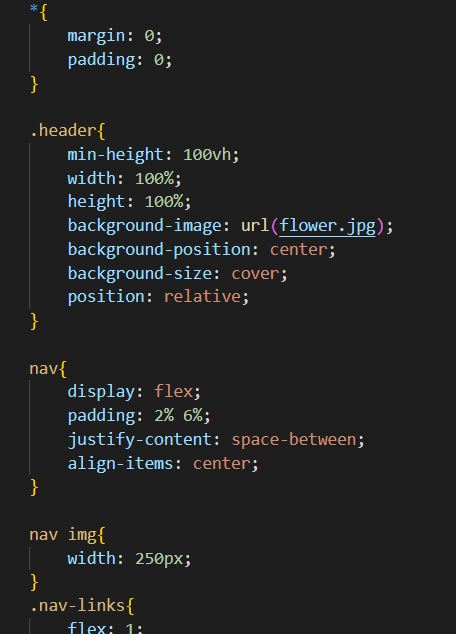 *{
    margin: 0;
    padding: 0;
}

.header{
    min-height: 100vh;
    width: 100%;
    height: 100%;
    background-image: url(flower.jpg);
    background-position: center;
    background-size: cover;
    position: relative;
}

nav{
    display: flex;
    padding: 2% 6%;
    justify-content: space-between;
    align-items: center;
}

nav img{
    width: 250px;
}
.nav-links{
    flex: 1;